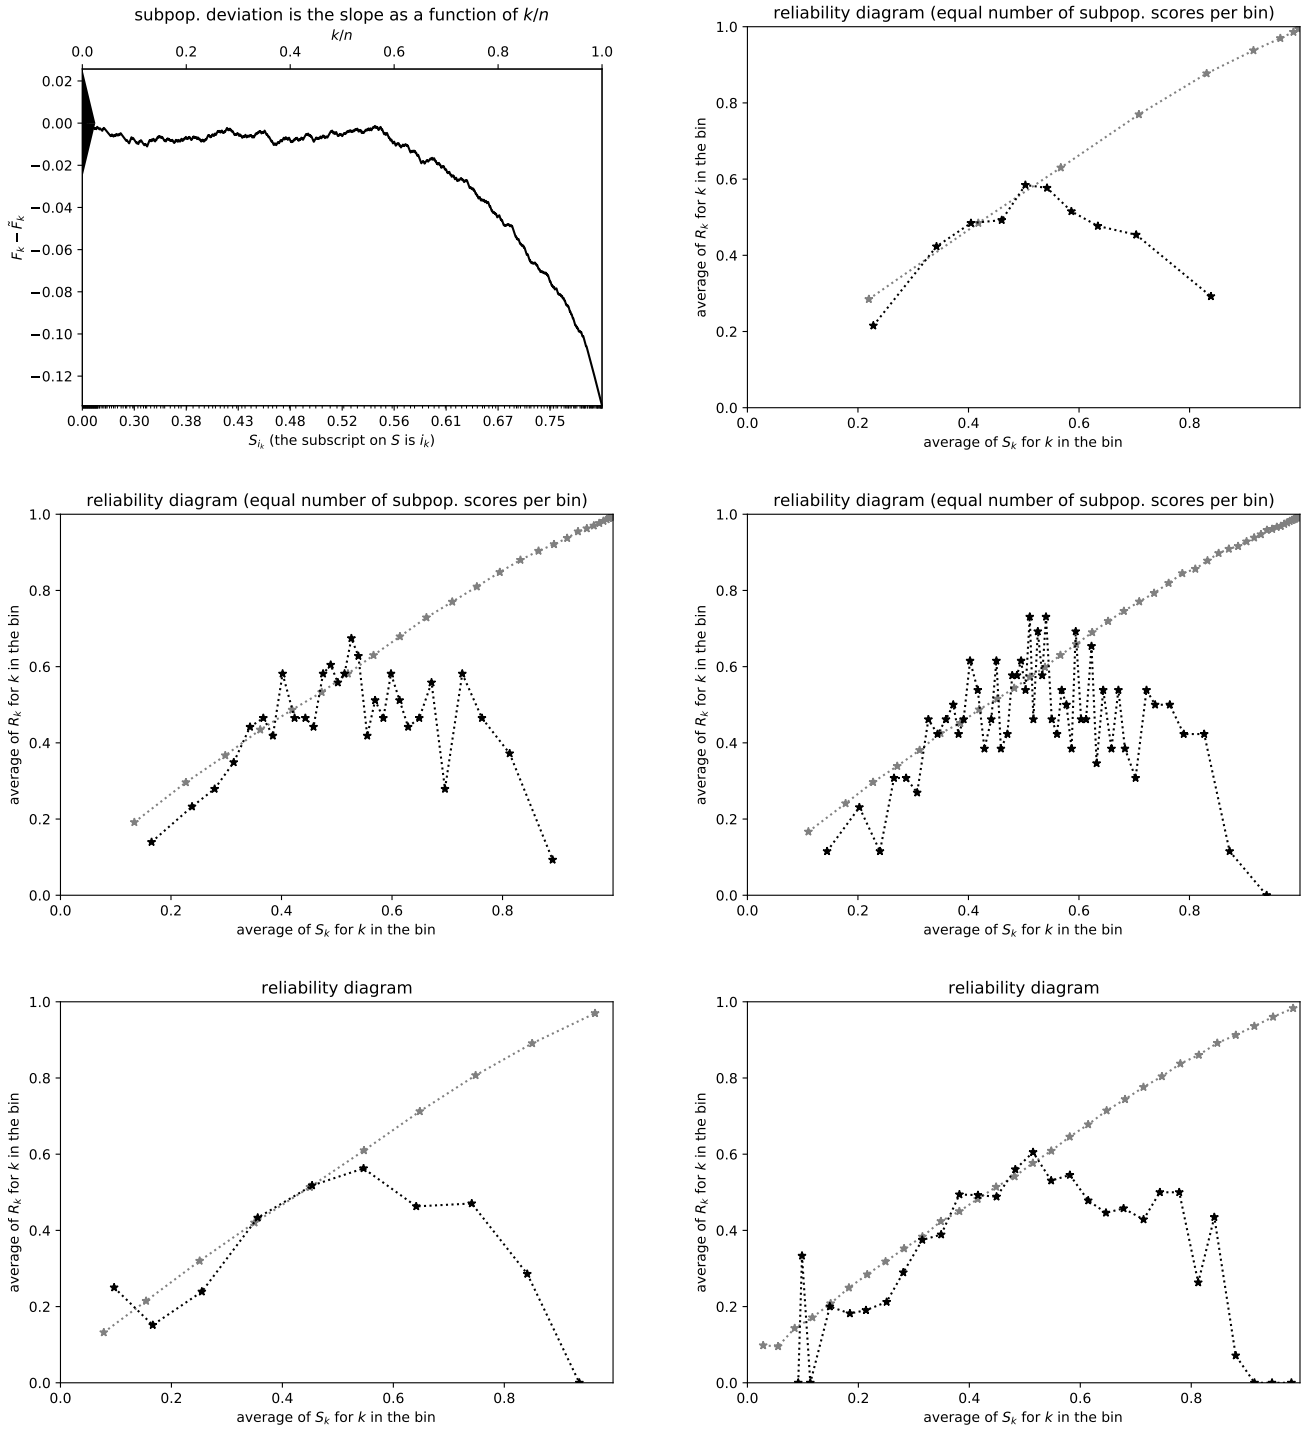 subpop. deviation is the slope as a function of k/n
k/n
0.0 0.2 0.4 0.6 0.8 1.0
0.02
0.00
−0.02
−0.04
−0.06
−0.08
−0.10
−0.12
F_k − F̃_k
0.00 0.30 0.38 0.43 0.48 0.52 0.56 0.61 0.67 0.75
S_{i_k} (the subscript on S is i_k)
reliability diagram (equal number of subpop. scores per bin)
1.0
0.8
0.6
0.4
0.2
0.0
average of R_k for k in the bin
0.0 0.2 0.4 0.6 0.8
average of S_k for k in the bin
reliability diagram (equal number of subpop. scores per bin)
1.0
0.8
0.6
0.4
0.2
0.0
average of R_k for k in the bin
0.0 0.2 0.4 0.6 0.8
average of S_k for k in the bin
reliability diagram (equal number of subpop. scores per bin)
1.0
0.8
0.6
0.4
0.2
0.0
average of R_k for k in the bin
0.0 0.2 0.4 0.6 0.8
average of S_k for k in the bin
reliability diagram
1.0
0.8
0.6
0.4
0.2
0.0
average of R_k for k in the bin
0.0 0.2 0.4 0.6 0.8
average of S_k for k in the bin
reliability diagram
1.0
0.8
0.6
0.4
0.2
0.0
average of R_k for k in the bin
0.0 0.2 0.4 0.6 0.8
average of S_k for k in the bin